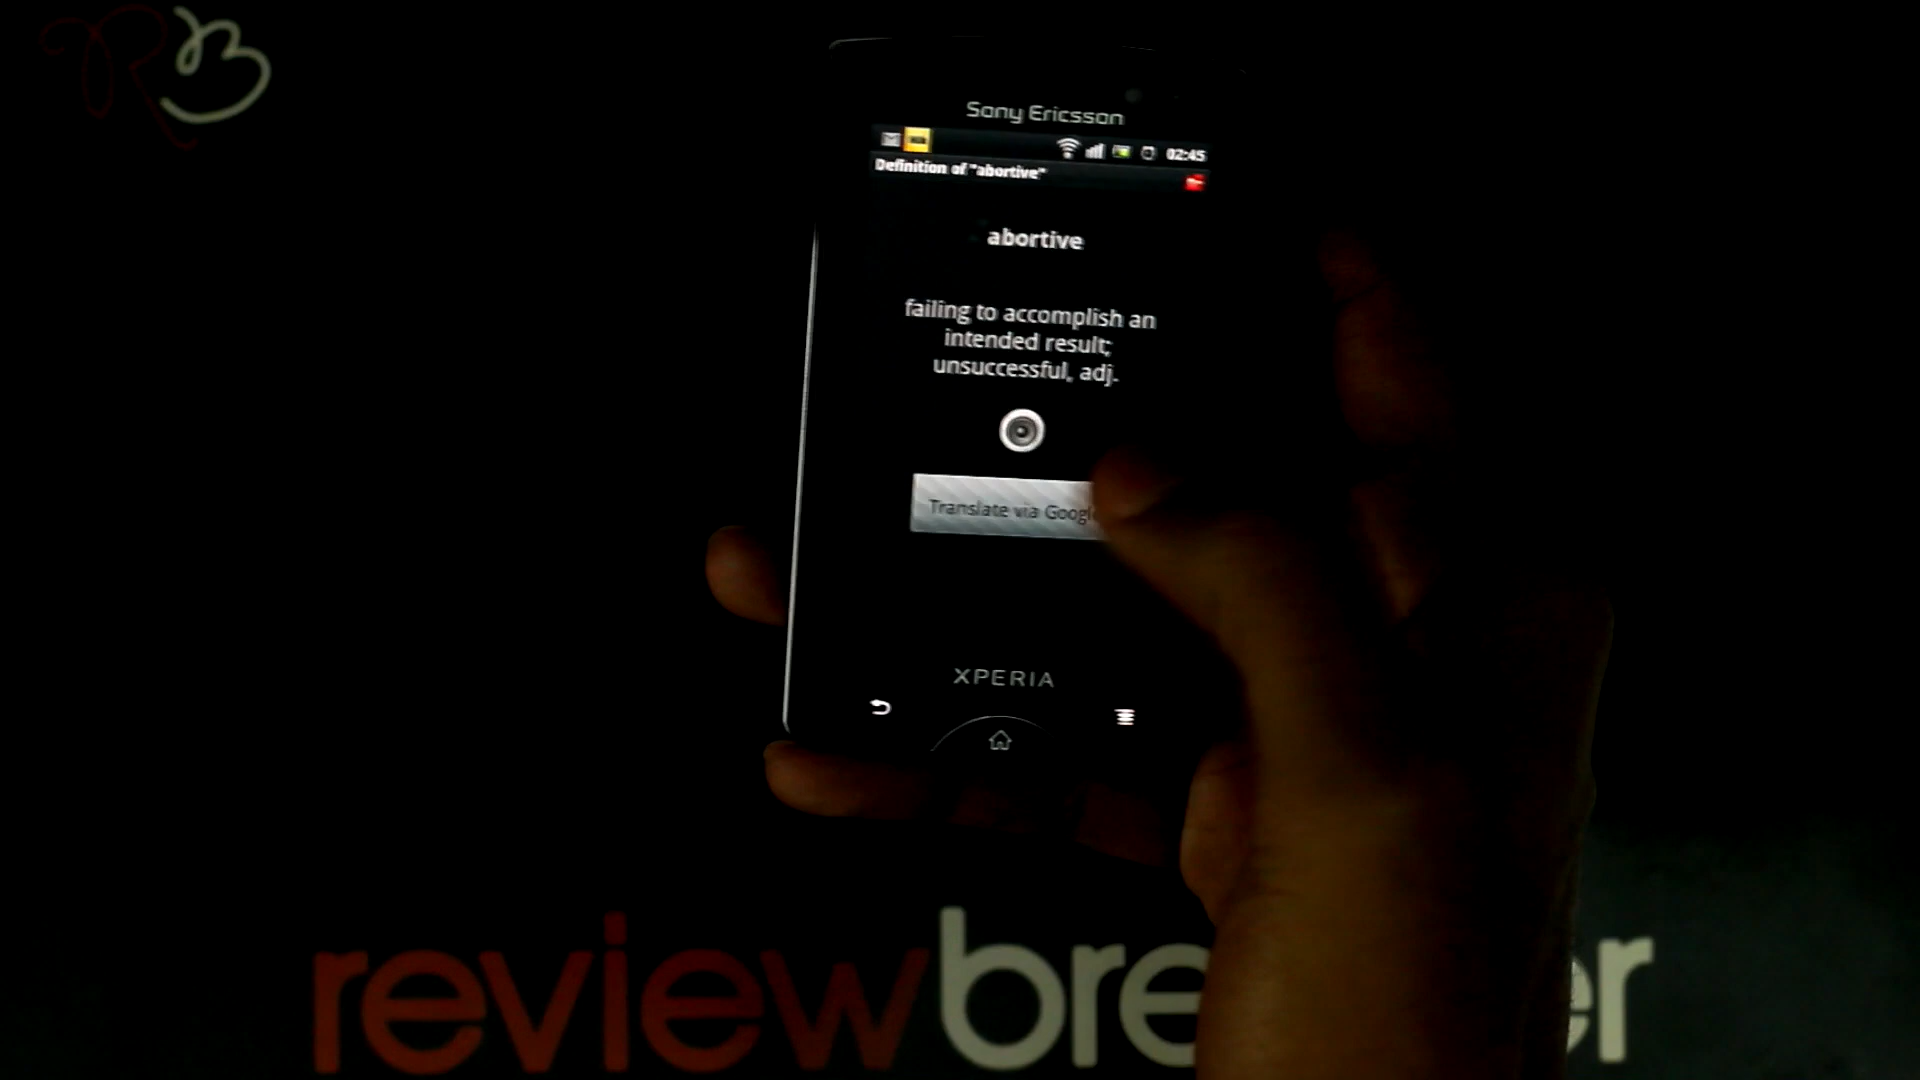 RB
Sony Ericsson
02:45
Definition of "abortive"
abortive
failing to accomplish an
intended result;
unsuccessful, adj.
Translate via Google
XPERIA